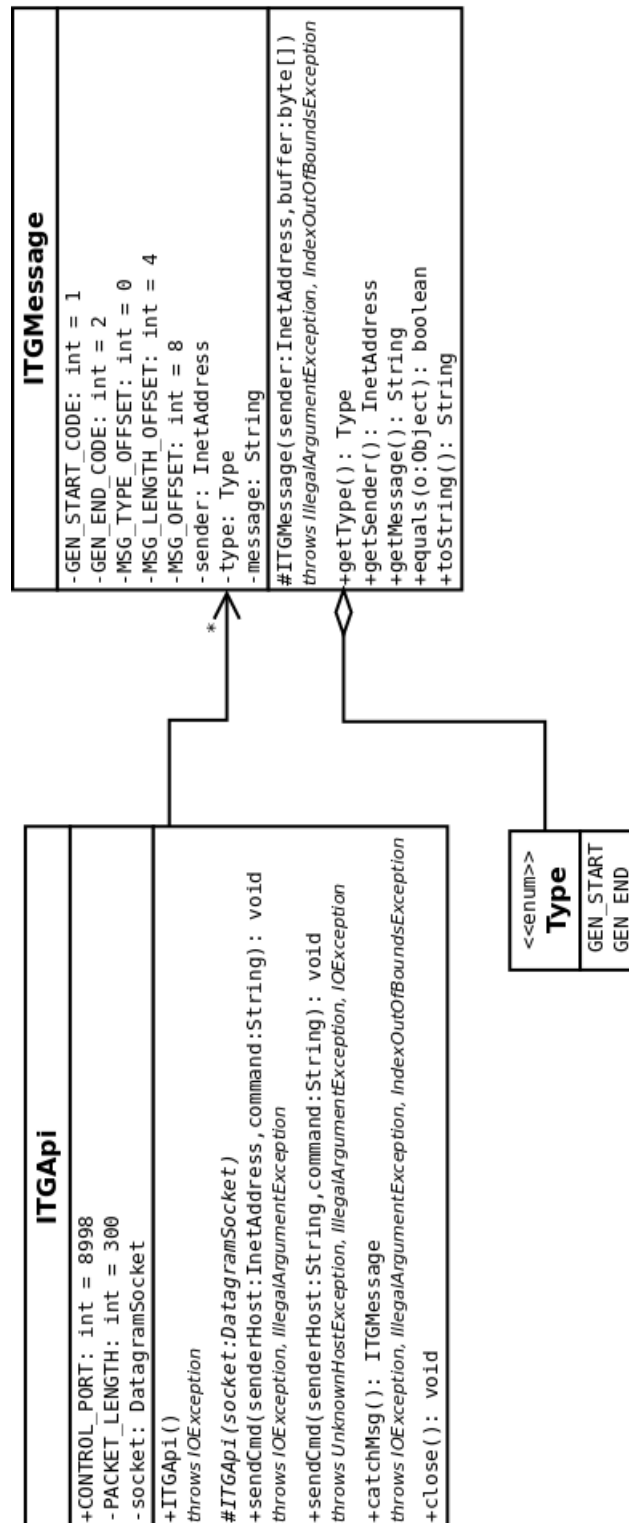 ITGApi
+CONTROL_PORT: int = 8998
-PACKET_LENGTH: int = 300
-socket: DatagramSocket
+ITGApi()
throws IOException
#ITGApi(socket:DatagramSocket)
+sendCmd(senderHost:InetAddress,command:String): void
throws IOException, IllegalArgumentException
+sendCmd(senderHost:String,command:String): void
throws UnknownHostException, IllegalArgumentException, IOException
+catchMsg(): ITGMessage
throws IOException, IllegalArgumentException, IndexOutOfBoundsException
+close(): void
*
ITGMessage
-GEN_START_CODE: int = 1
-GEN_END_CODE: int = 2
-MSG_TYPE_OFFSET: int = 0
-MSG_LENGTH_OFFSET: int = 4
-MSG_OFFSET: int = 8
-sender: InetAddress
-type: Type
-message: String
#ITGMessage(sender:InetAddress,buffer:byte[])
throws IllegalArgumentException, IndexOutOfBoundsException
+getType(): Type
+getSender(): InetAddress
+getMessage(): String
+equals(o:Object): boolean
+toString(): String
<<enum>>
Type
GEN_START
GEN_END